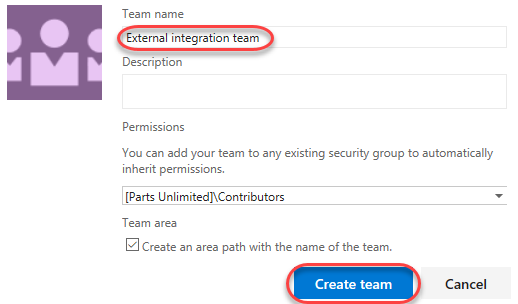 Team name
External integration team
Description
Permissions
You can add your team to any existing security group to automatically
inherit permissions.
[Parts Unlimited]\Contributors
Team area
Create an area path with the name of the team.
Create team Cancel